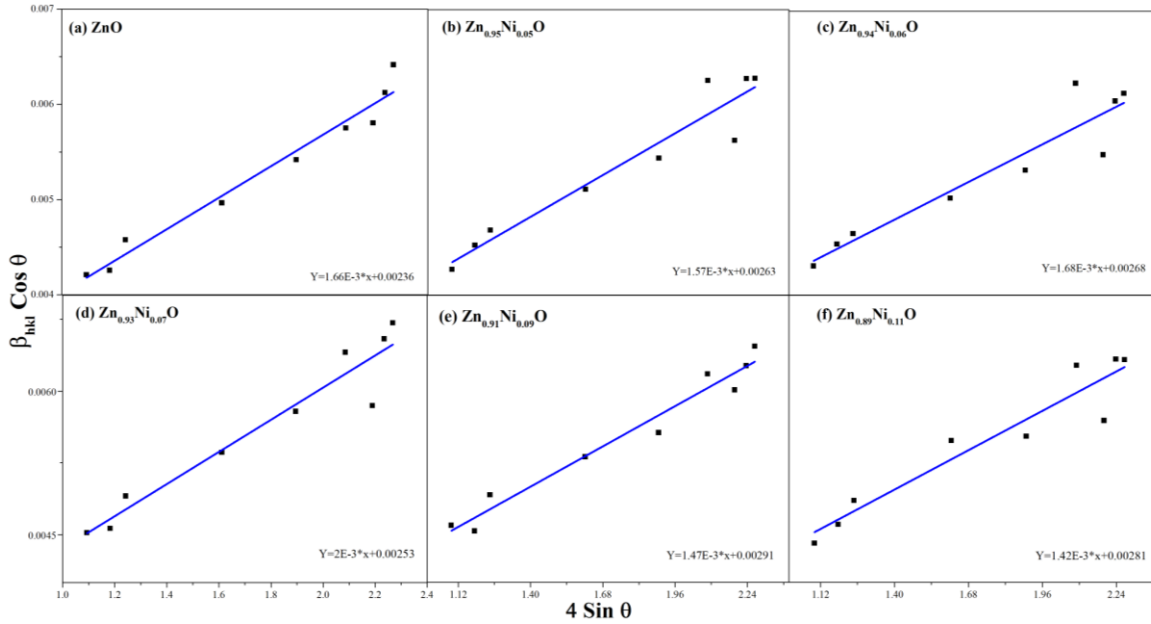 (a) ZnO
(b) Zn0.95Ni0.05O
(c) Zn0.94Ni0.06O
0.007
0.006
0.005
0.004
Y=1.66E-3*x+0.00236
Y=1.57E-3*x+0.00263
Y=1.68E-3*x+0.00268
βhkl Cos θ
(d) Zn0.93Ni0.07O
(e) Zn0.91Ni0.09O
(f) Zn0.89Ni0.11O
0.0060
0.0045
Y=2E-3*x+0.00253
Y=1.47E-3*x+0.00291
Y=1.42E-3*x+0.00281
1.0 1.2 1.4 1.6 1.8 2.0 2.2 2.4
1.12 1.40 1.68 1.96 2.24
1.12 1.40 1.68 1.96 2.24
4 Sin θ